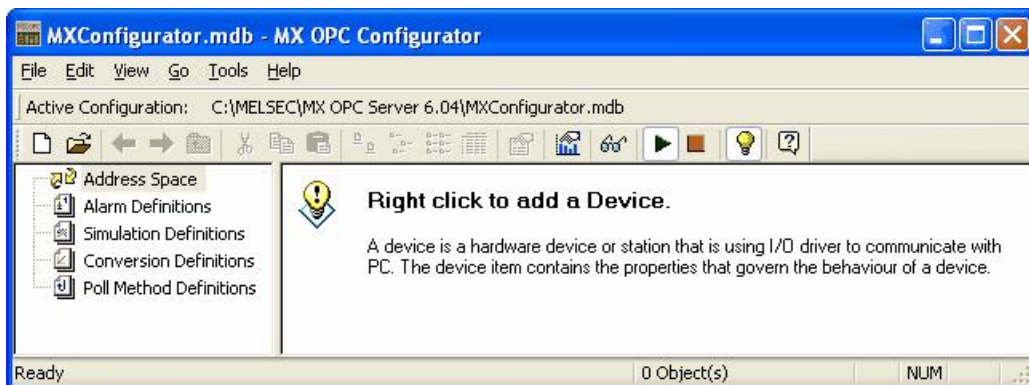 MXConfigurator.mdb - MX OPC Configurator
File Edit View Go Tools Help
Active Configuration: C:\MELSEC\MX OPC Server 6.04\MXConfigurator.mdb
Address Space
Alarm Definitions
Simulation Definitions
Conversion Definitions
Poll Method Definitions
Right click to add a Device.
A device is a hardware device or station that is using I/O driver to communicate with
PC. The device item contains the properties that govern the behaviour of a device.
Ready 0 Object(s) NUM